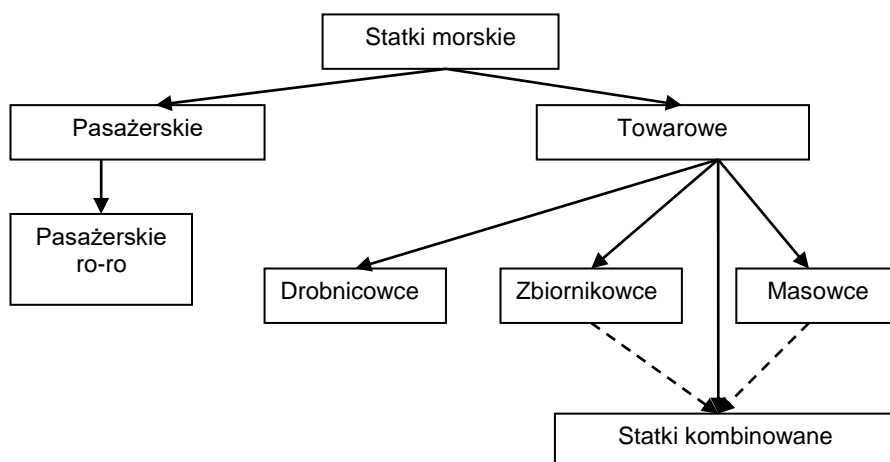 Statki morskie
Pasażerskie
Towarowe
Pasażerskie
ro-ro
Drobnicowce
Zbiornikowce
Masowce
Statki kombinowane